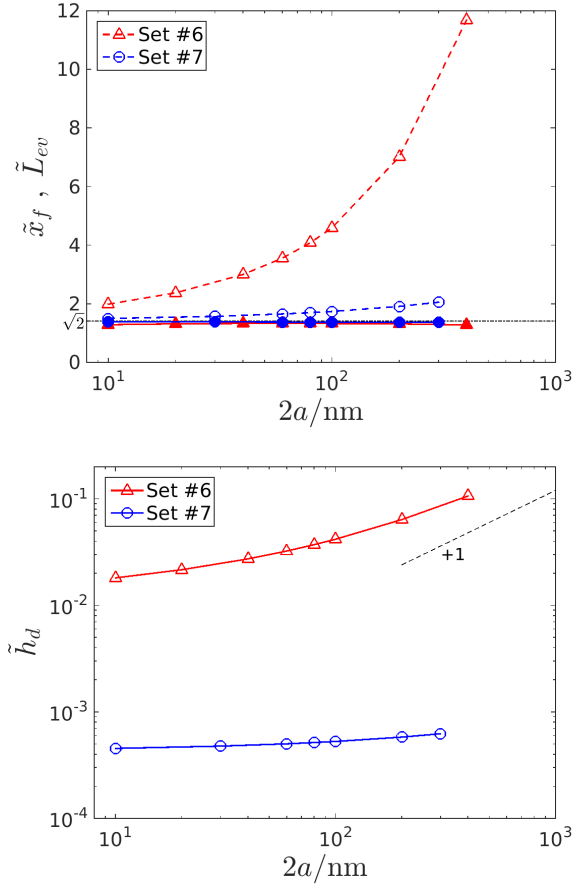 12
10
8
6
4
2
√2
0
x̃_f , L̃_ev
Set #6
Set #7
10^1
10^2
10^3
2a/nm
10^-1
10^-2
10^-3
10^-4
h̃_d
Set #6
Set #7
+1
10^1
10^2
10^3
2a/nm